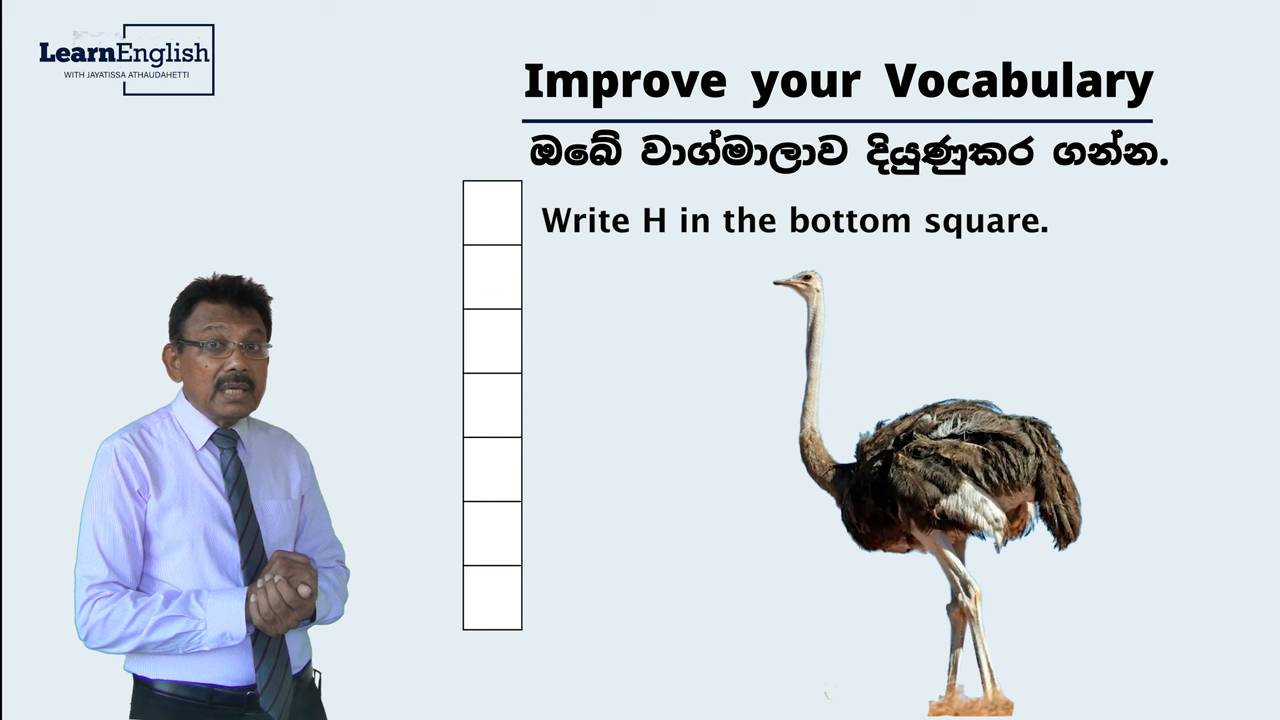 LearnEnglish
WITH JAYATISSA ATHAUDAHETTI
Improve your Vocabulary
ඔබේ වාග්මාලාව දියුණුකර ගන්න.
Write H in the bottom square.